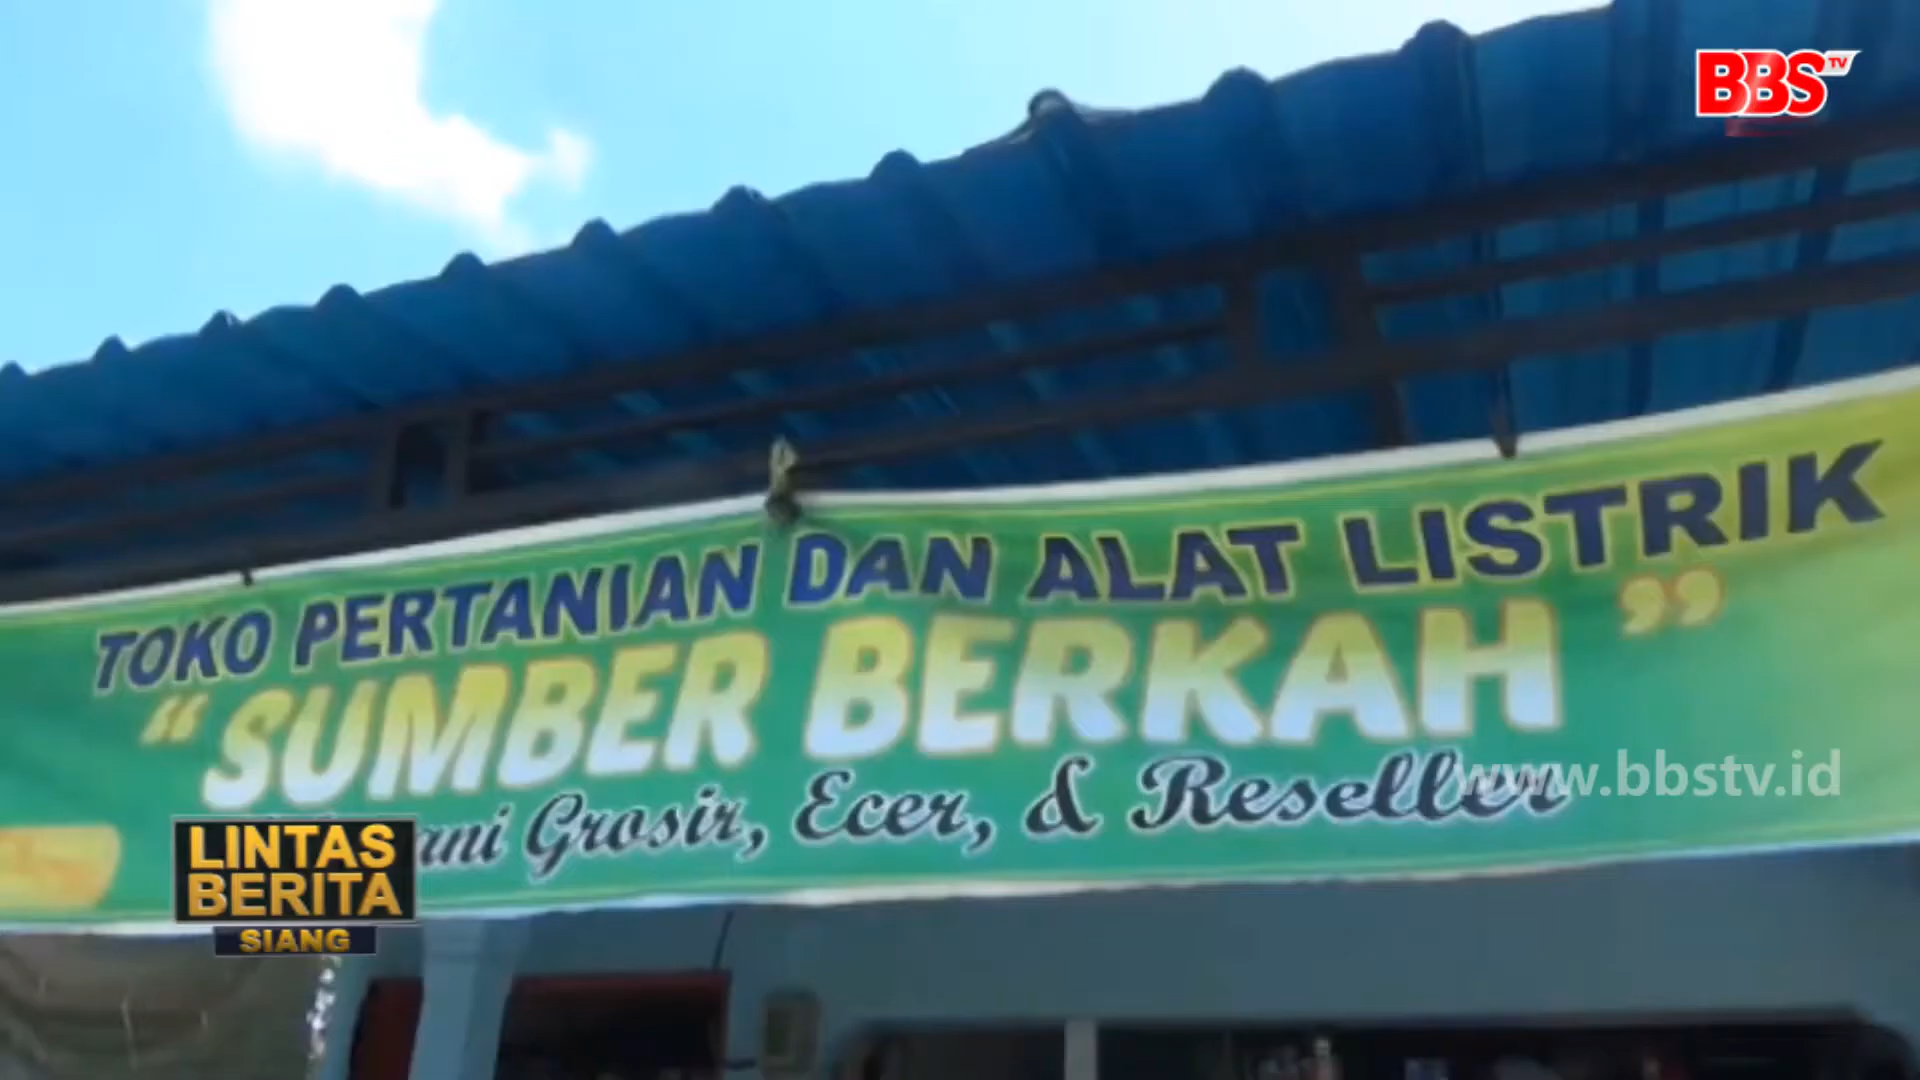 BBS TV
TOKO PERTANIAN DAN ALAT LISTRIK
“SUMBER BERKAH”
Grosir, Ecer, & Reseller
www.bbstv.id
LINTAS
BERITA
SIANG